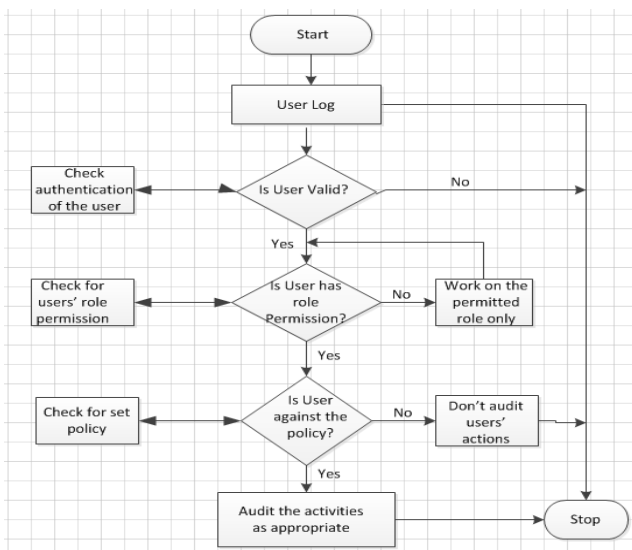 Start
User Log
Check
authentication
of the user
Is User Valid?
No
Yes
Check for
users' role
permission
Is User has
role
Permission?
No
Work on the
permitted
role only
Yes
Check for set
policy
Is User
against the
policy?
No
Don't audit
users'
actions
Yes
Audit the activities
as appropriate
Stop